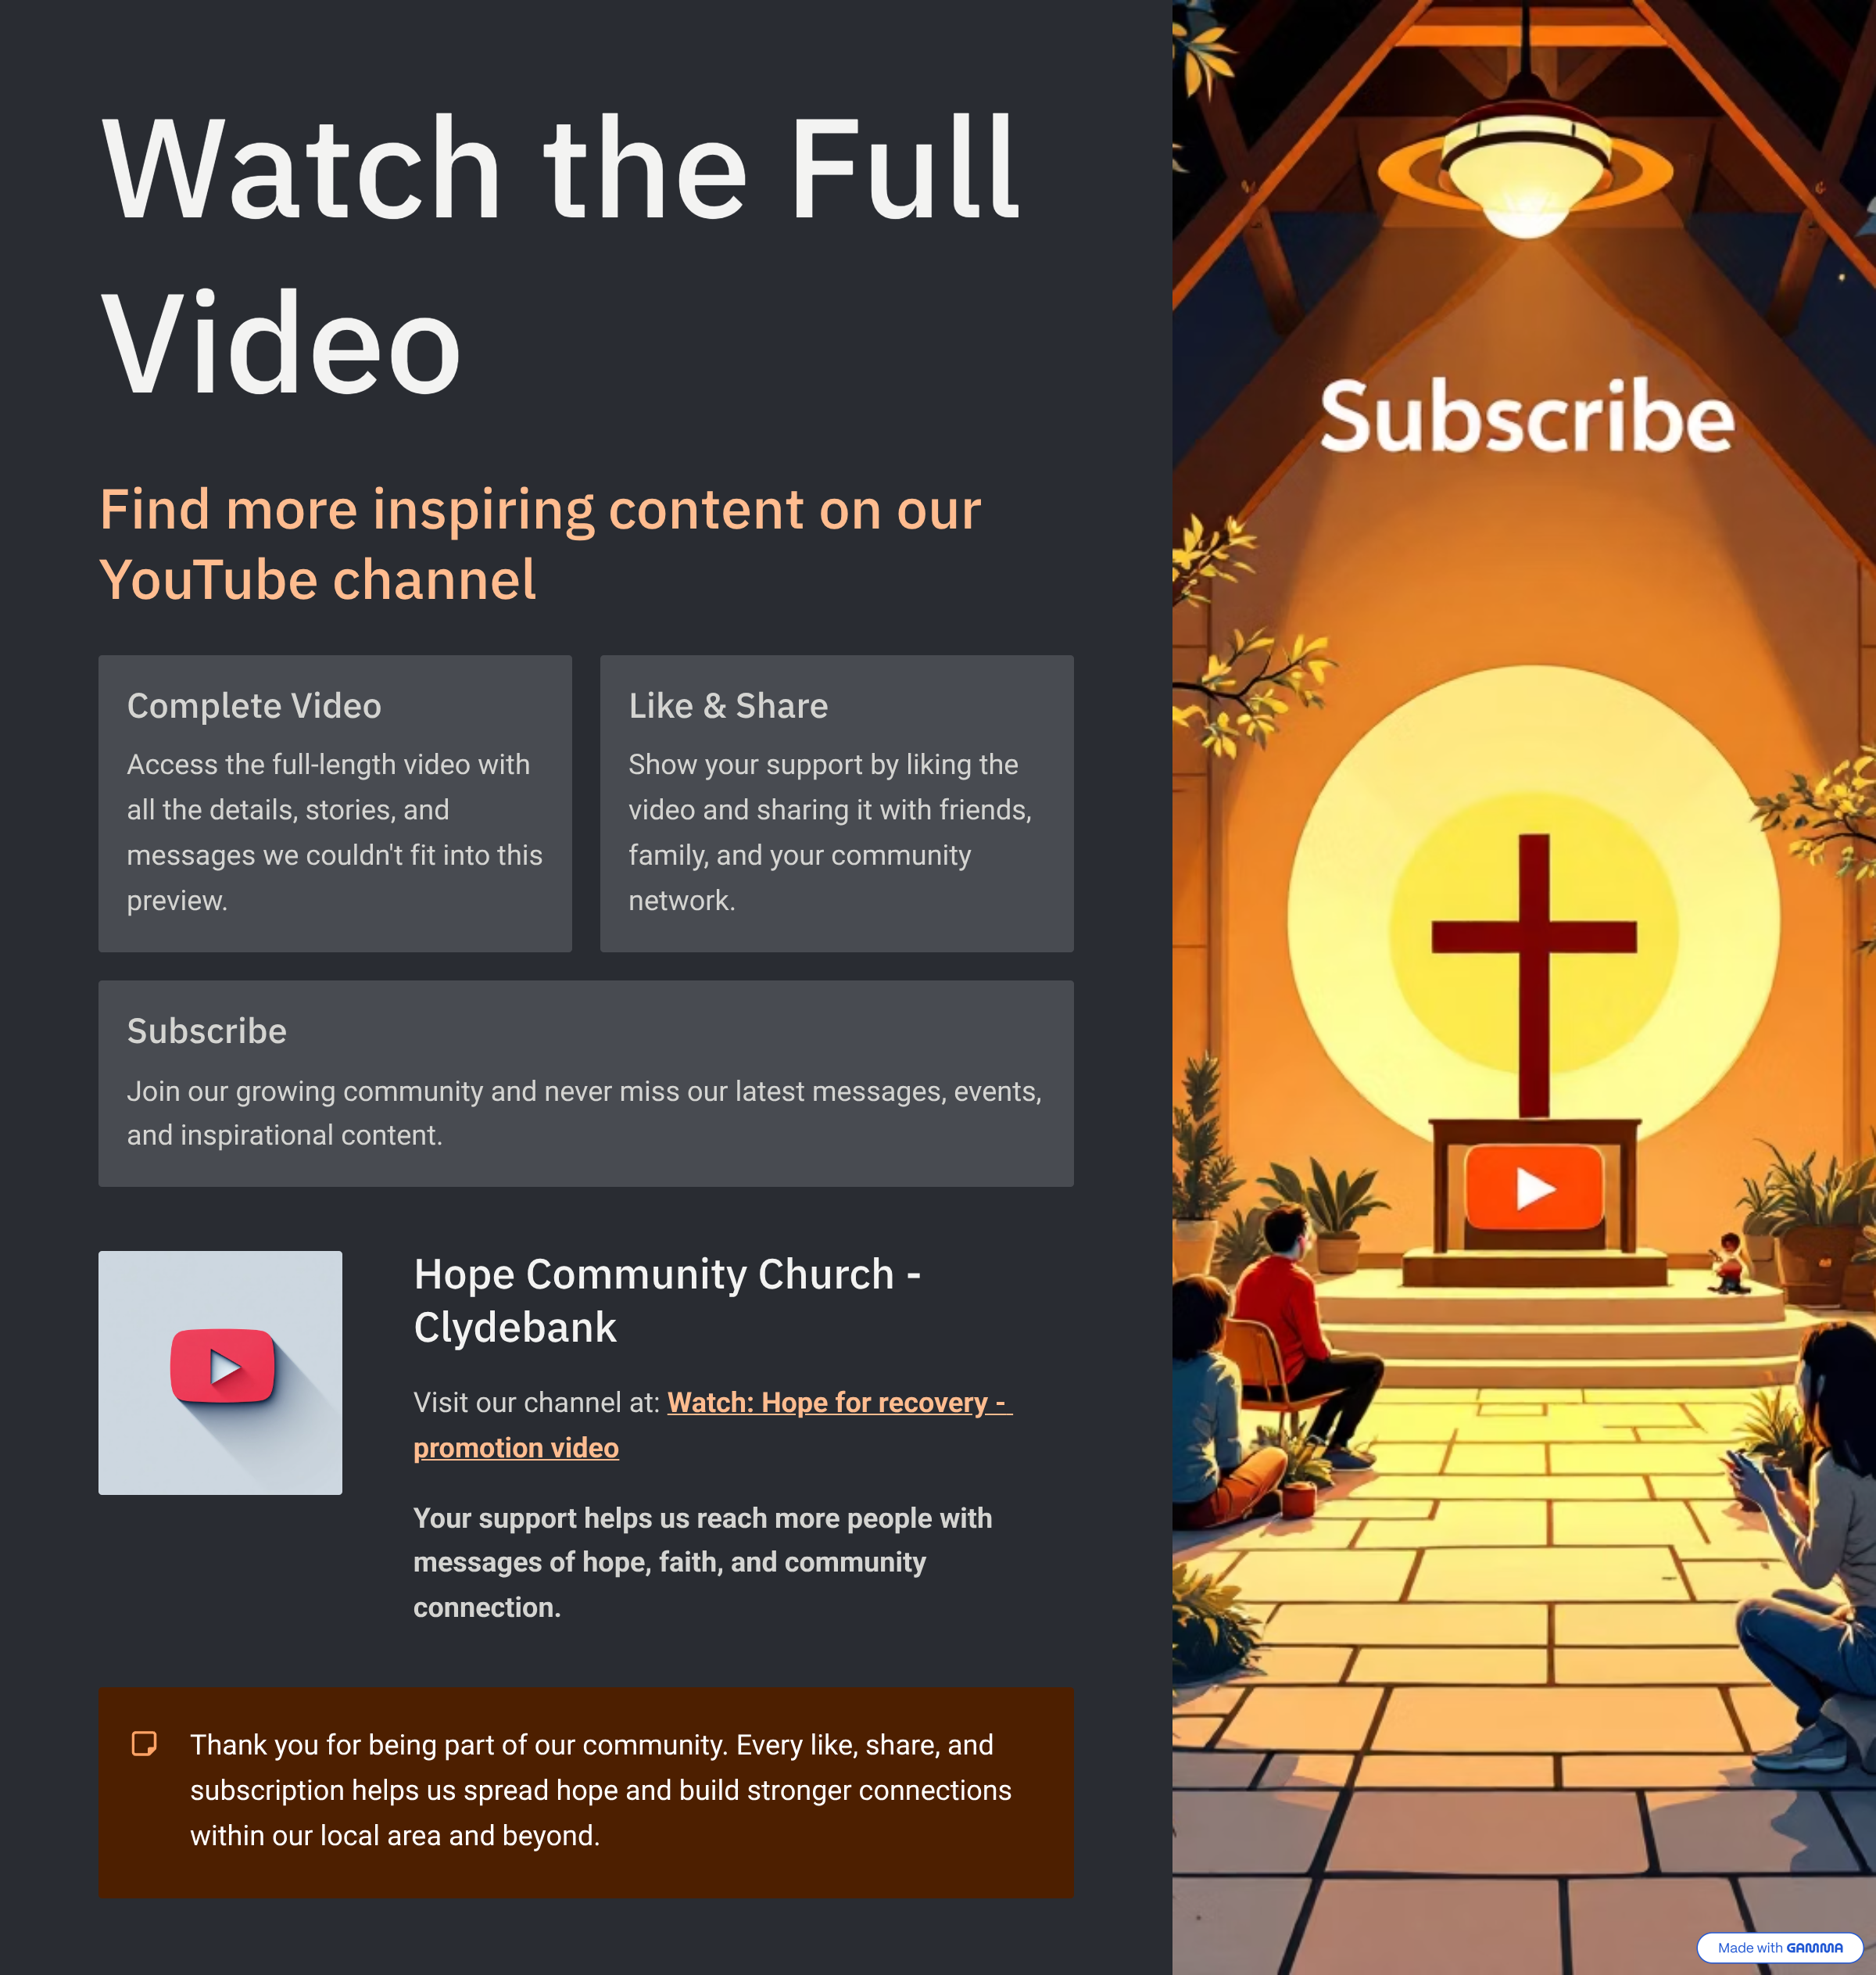 Watch the Full
Video
Find more inspiring content on our
YouTube channel
Complete Video
Access the full-length video with
all the details, stories, and
messages we couldn't fit into this
preview.
Like & Share
Show your support by liking the
video and sharing it with friends,
family, and your community
network.
Subscribe
Join our growing community and never miss our latest messages, events,
and inspirational content.
Hope Community Church -
Clydebank
Visit our channel at: Watch: Hope for recovery -
promotion video
Your support helps us reach more people with
messages of hope, faith, and community
connection.
Thank you for being part of our community. Every like, share, and
subscription helps us spread hope and build stronger connections
within our local area and beyond.
Subscribe
Made with GAMMA